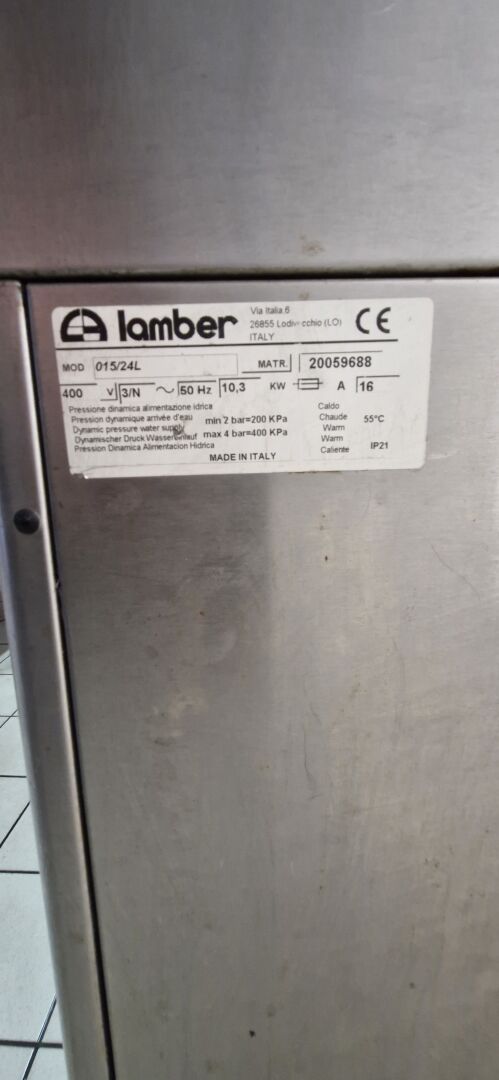 lamber
Via Italia 6
26855 Lodivecchio (LO)
ITALY
CE
MOD 015/24L MATR. 20059688
400 V 3/N ~ 50 Hz 10,3 KW A 16
Pressione dinamica alimentazione idrica
Pression dynamique arrivée d'eau
Dynamic pressure water supply
Dynamischer Druck Wassereinlauf
Pression Dinamica Alimentacion Hidrica
min 2 bar=200 KPa
max 4 bar=400 KPa
Caldo
Chaude
Warm
Warm
Caliente
55°C
IP21
MADE IN ITALY